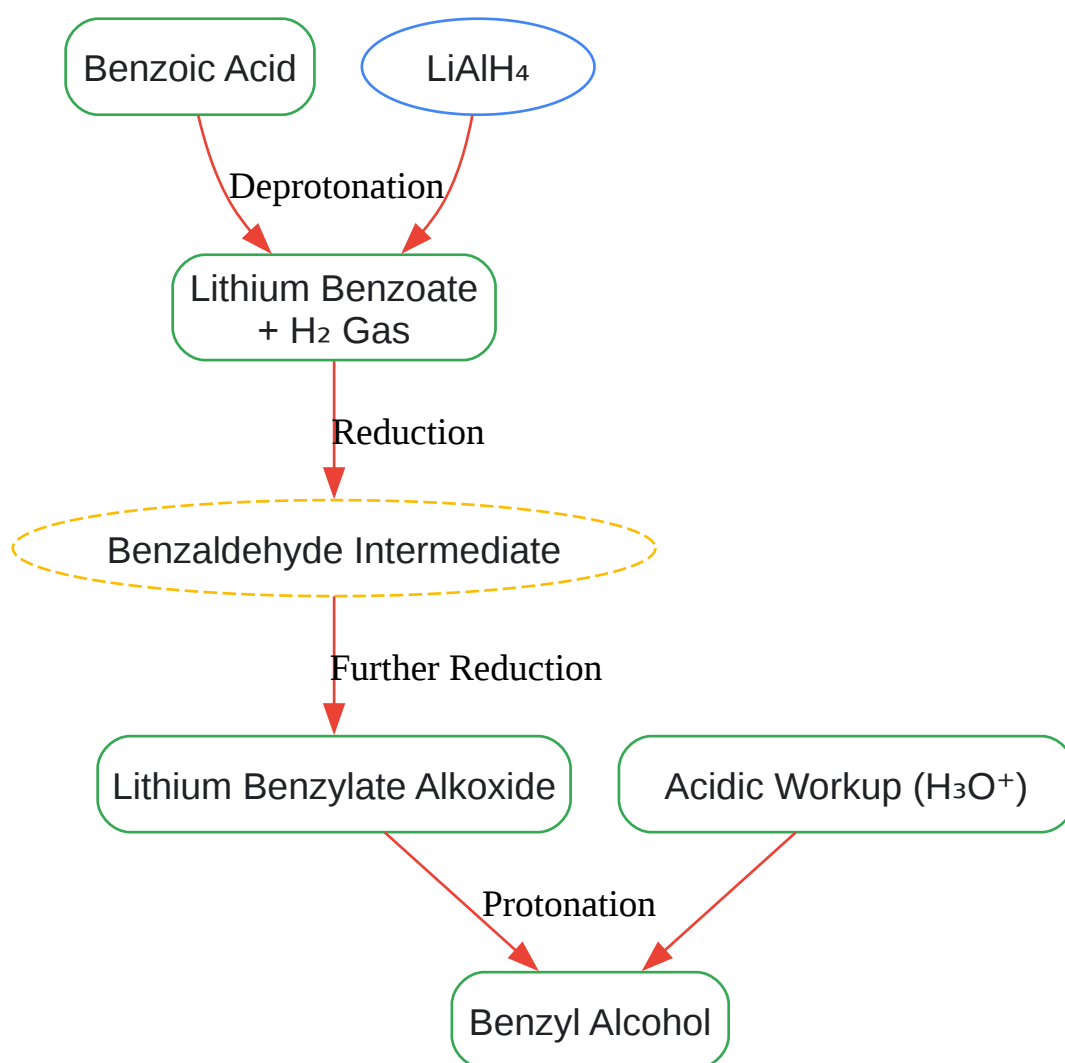 Benzoic Acid
LiAlH₄
Deprotonation
Lithium Benzoate
+ H₂ Gas
Reduction
Benzaldehyde Intermediate
Further Reduction
Lithium Benzylate Alkoxide
Acidic Workup (H₃O⁺)
Protonation
Benzyl Alcohol